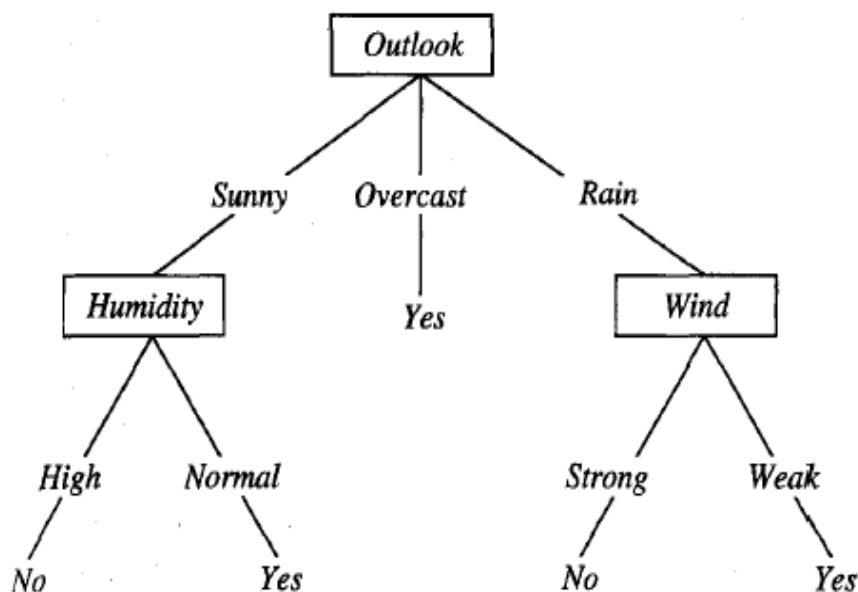 Outlook
Sunny Overcast Rain
Humidity Yes Wind
High Normal Strong Weak
No Yes No Yes